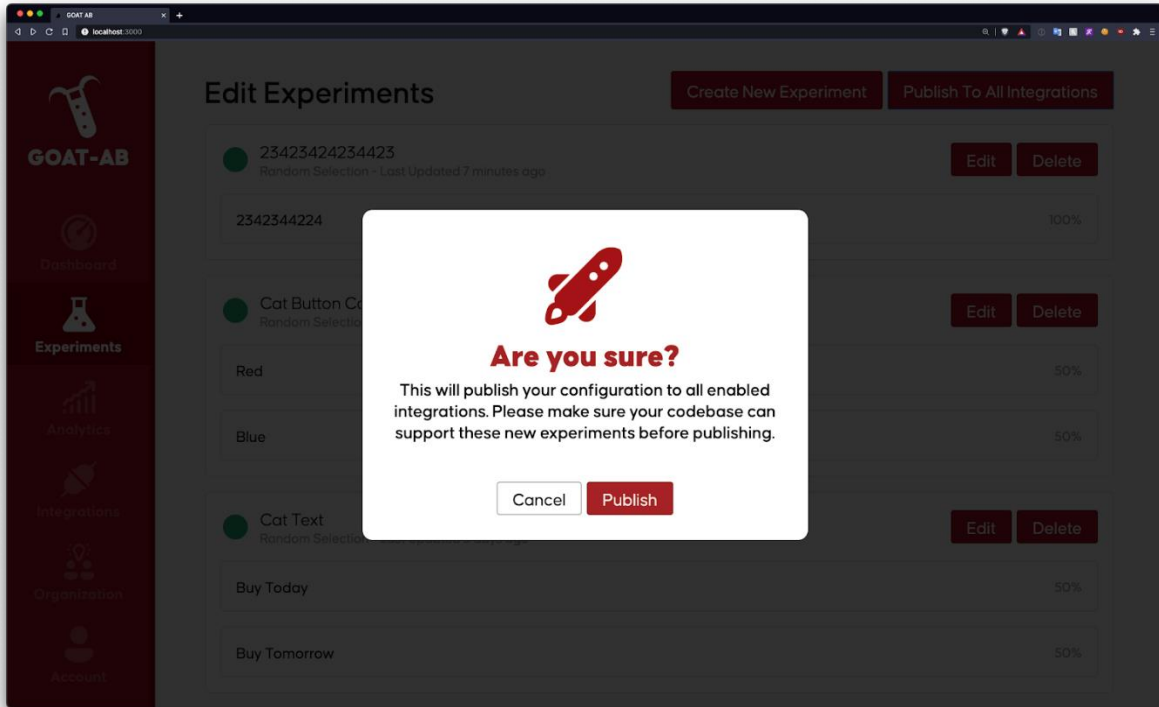 GOAT AB
localhost:3000
GOAT-AB
Dashboard
Experiments
Analytics
Integrations
Organization
Account
Edit Experiments
Create New Experiment
Publish To All Integrations
23423424234423
Random Selection - Last Updated 7 minutes ago
Edit
Delete
2342344224
100%
Cat Button Co
Random Selectio
Edit
Delete
Red
50%
Blue
50%
Cat Text
Random Selection
Edit
Delete
Buy Today
50%
Buy Tomorrow
50%
Are you sure?
This will publish your configuration to all enabled
integrations. Please make sure your codebase can
support these new experiments before publishing.
Cancel
Publish